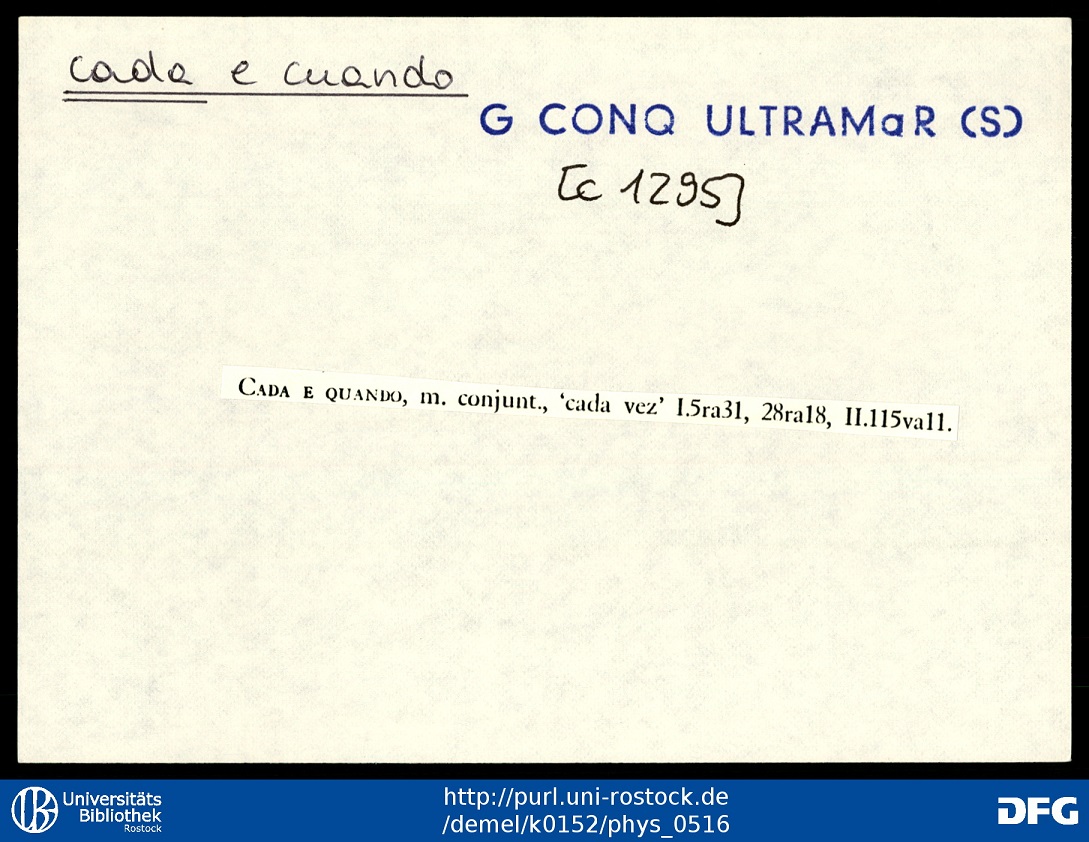 cada e cuando
G CONQ ULTRAMaR (S)
[c 1295]
CADA E QUANDO, m. conjunt., ‘cada vez’ I.5ra31, 28ra18, II.115va11.
Universitäts
Bibliothek
Rostock
http://purl.uni-rostock.de
/demel/k0152/phys_0516
DFG